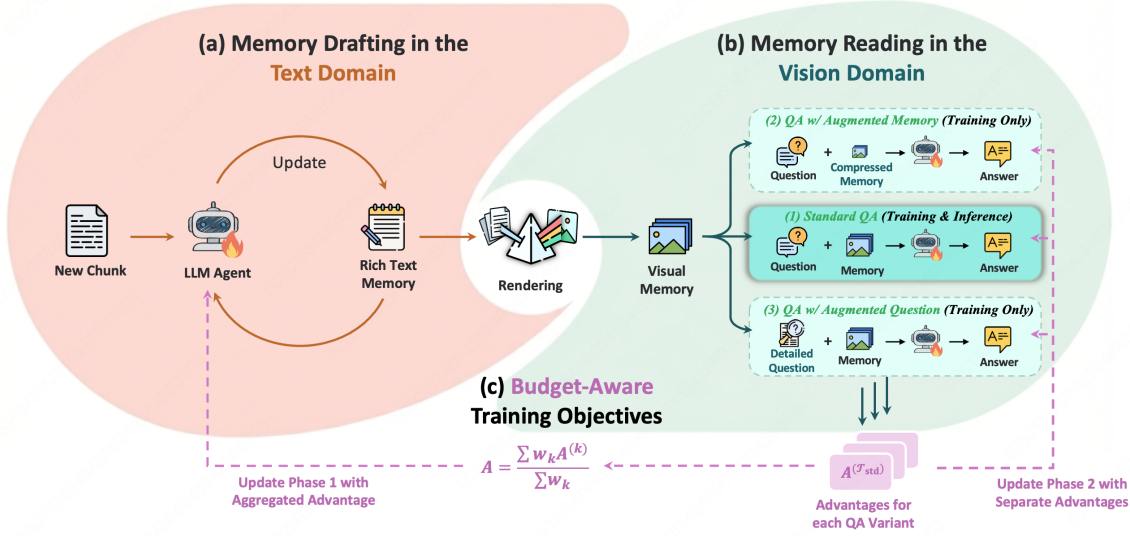 (a) Memory Drafting in the
Text Domain
Update
New Chunk
LLM Agent
Rich Text
Memory
Rendering
(b) Memory Reading in the
Vision Domain
Visual
Memory
(2) QA w/ Augmented Memory (Training Only)
Question
+
Compressed
Memory
A
Answer
(1) Standard QA (Training & Inference)
Question
+
Memory
A
Answer
(3) QA w/ Augmented Question (Training Only)
Detailed
Question
+
Memory
A
Answer
(c) Budget-Aware
Training Objectives
Update Phase 1 with
Aggregated Advantage
A = ∑ w_k A^(k) / ∑ w_k
A^(𝒯_std)
Advantages for
each QA Variant
Update Phase 2 with
Separate Advantages